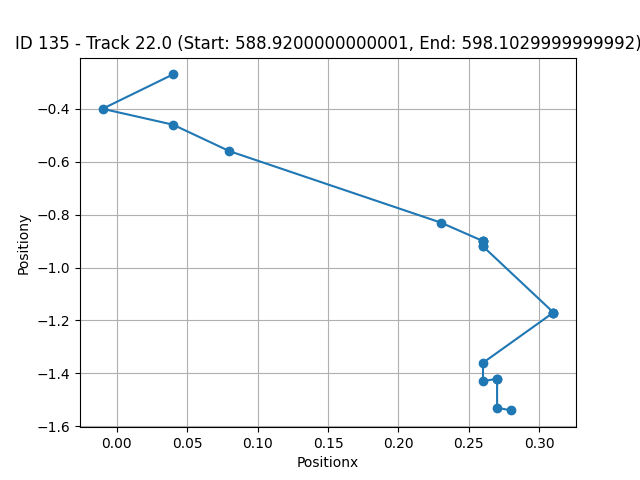 ID 135 - Track 22.0 (Start: 588.9200000000001, End: 598.1029999999992)
−0.4
−0.6
−0.8
−1.0
−1.2
−1.4
−1.6
Positiony
0.00 0.05 0.10 0.15 0.20 0.25 0.30
Positionx